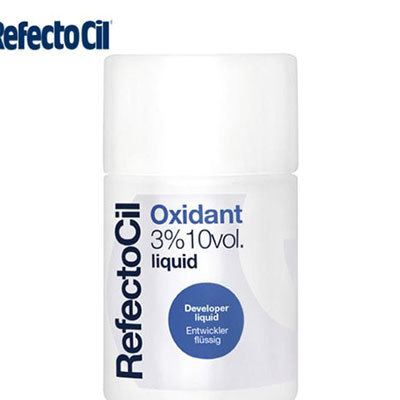 RefectoCil
RefectoCil
Oxidant
3% 10vol.
liquid
Developer
liquid
Entwickler
flüssig